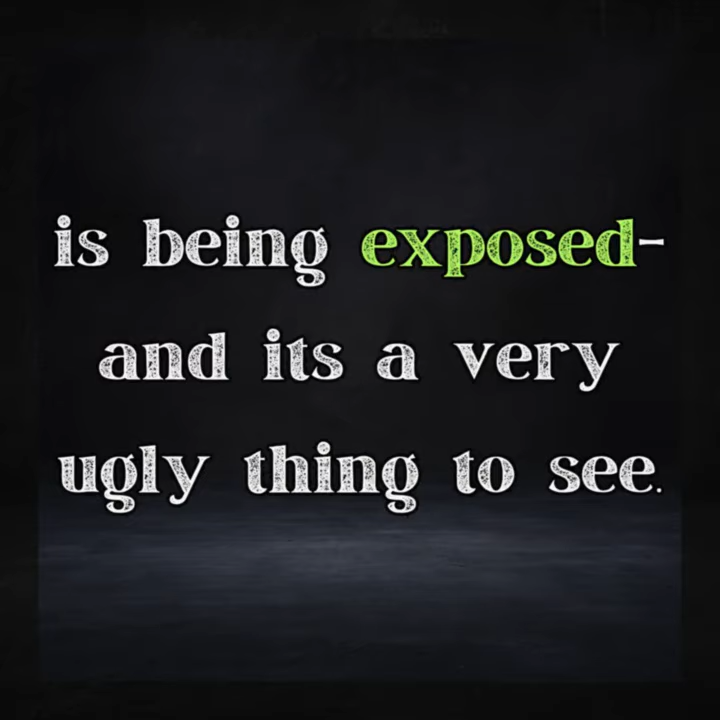 is being exposed-
and its a very
ugly thing to see.